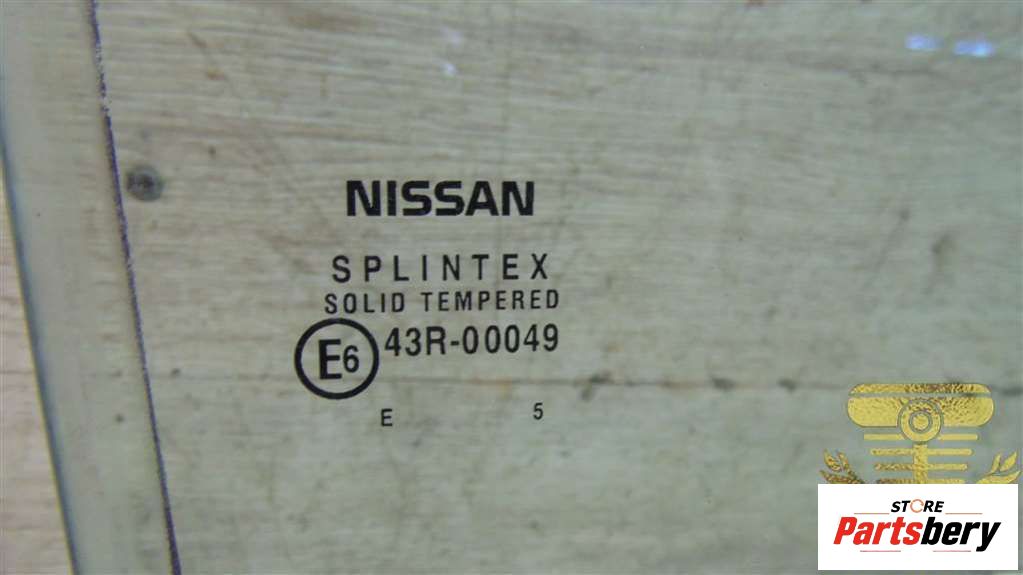 NISSAN
SPLINTEX
SOLID TEMPERED
E6 43R-00049
E 5
STORE
Partsbery